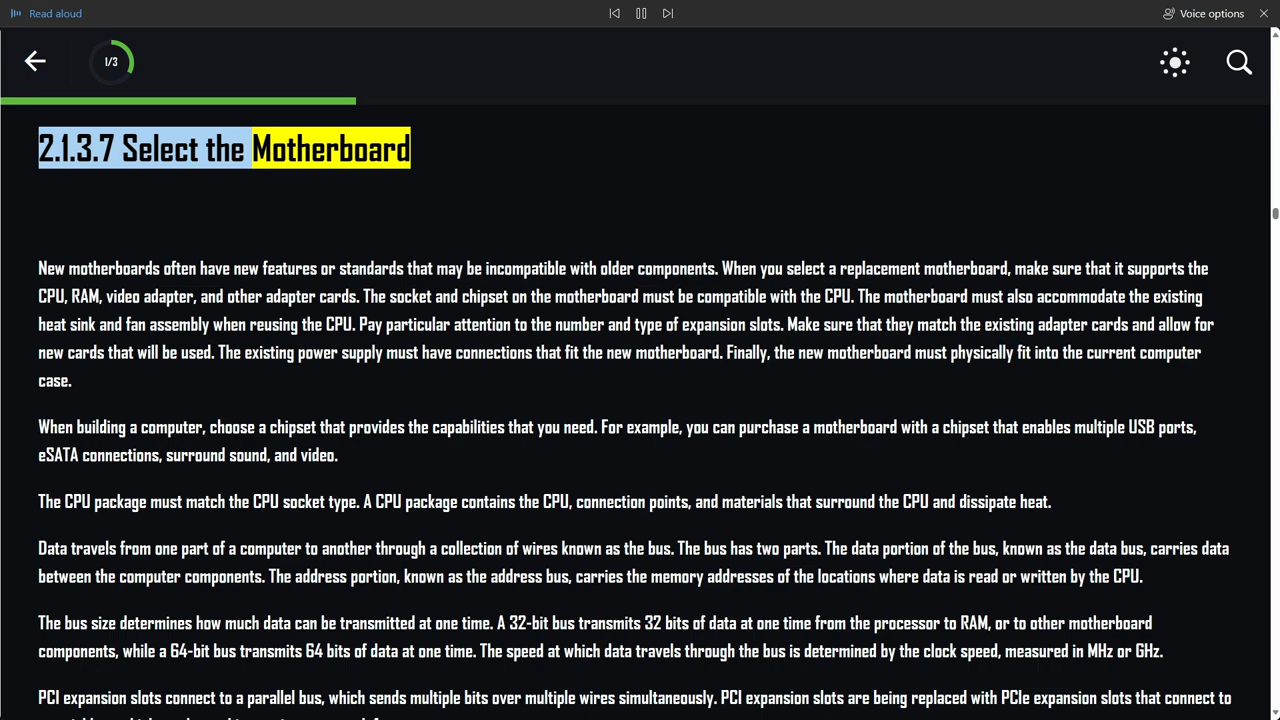 Read aloud
Voice options
1/3
2.1.3.7 Select the Motherboard
New motherboards often have new features or standards that may be incompatible with older components. When you select a replacement motherboard, make sure that it supports the
CPU, RAM, video adapter, and other adapter cards. The socket and chipset on the motherboard must be compatible with the CPU. The motherboard must also accommodate the existing
heat sink and fan assembly when reusing the CPU. Pay particular attention to the number and type of expansion slots. Make sure that they match the existing adapter cards and allow for
new cards that will be used. The existing power supply must have connections that fit the new motherboard. Finally, the new motherboard must physically fit into the current computer
case.
When building a computer, choose a chipset that provides the capabilities that you need. For example, you can purchase a motherboard with a chipset that enables multiple USB ports,
eSATA connections, surround sound, and video.
The CPU package must match the CPU socket type. A CPU package contains the CPU, connection points, and materials that surround the CPU and dissipate heat.
Data travels from one part of a computer to another through a collection of wires known as the bus. The bus has two parts. The data portion of the bus, known as the data bus, carries data
between the computer components. The address portion, known as the address bus, carries the memory addresses of the locations where data is read or written by the CPU.
The bus size determines how much data can be transmitted at one time. A 32-bit bus transmits 32 bits of data at one time from the processor to RAM, or to other motherboard
components, while a 64-bit bus transmits 64 bits of data at one time. The speed at which data travels through the bus is determined by the clock speed, measured in MHz or GHz.
PCI expansion slots connect to a parallel bus, which sends multiple bits over multiple wires simultaneously. PCI expansion slots are being replaced with PCIe expansion slots that connect to